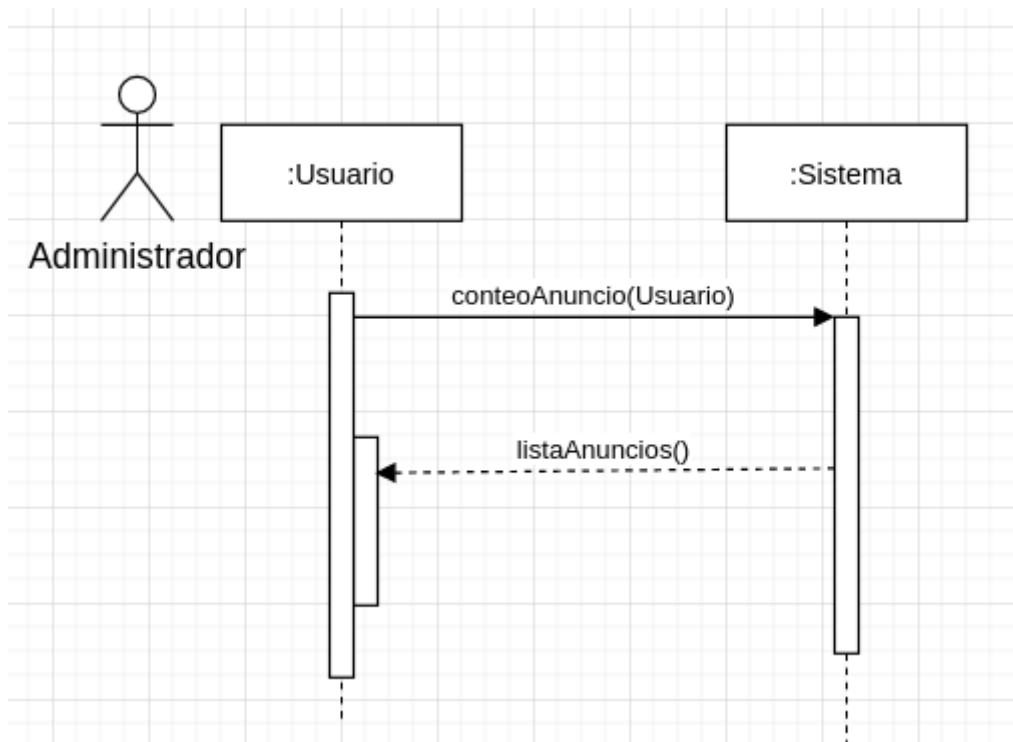 :Usuario
:Sistema
Administrador
conteoAnuncio(Usuario)
listaAnuncios()